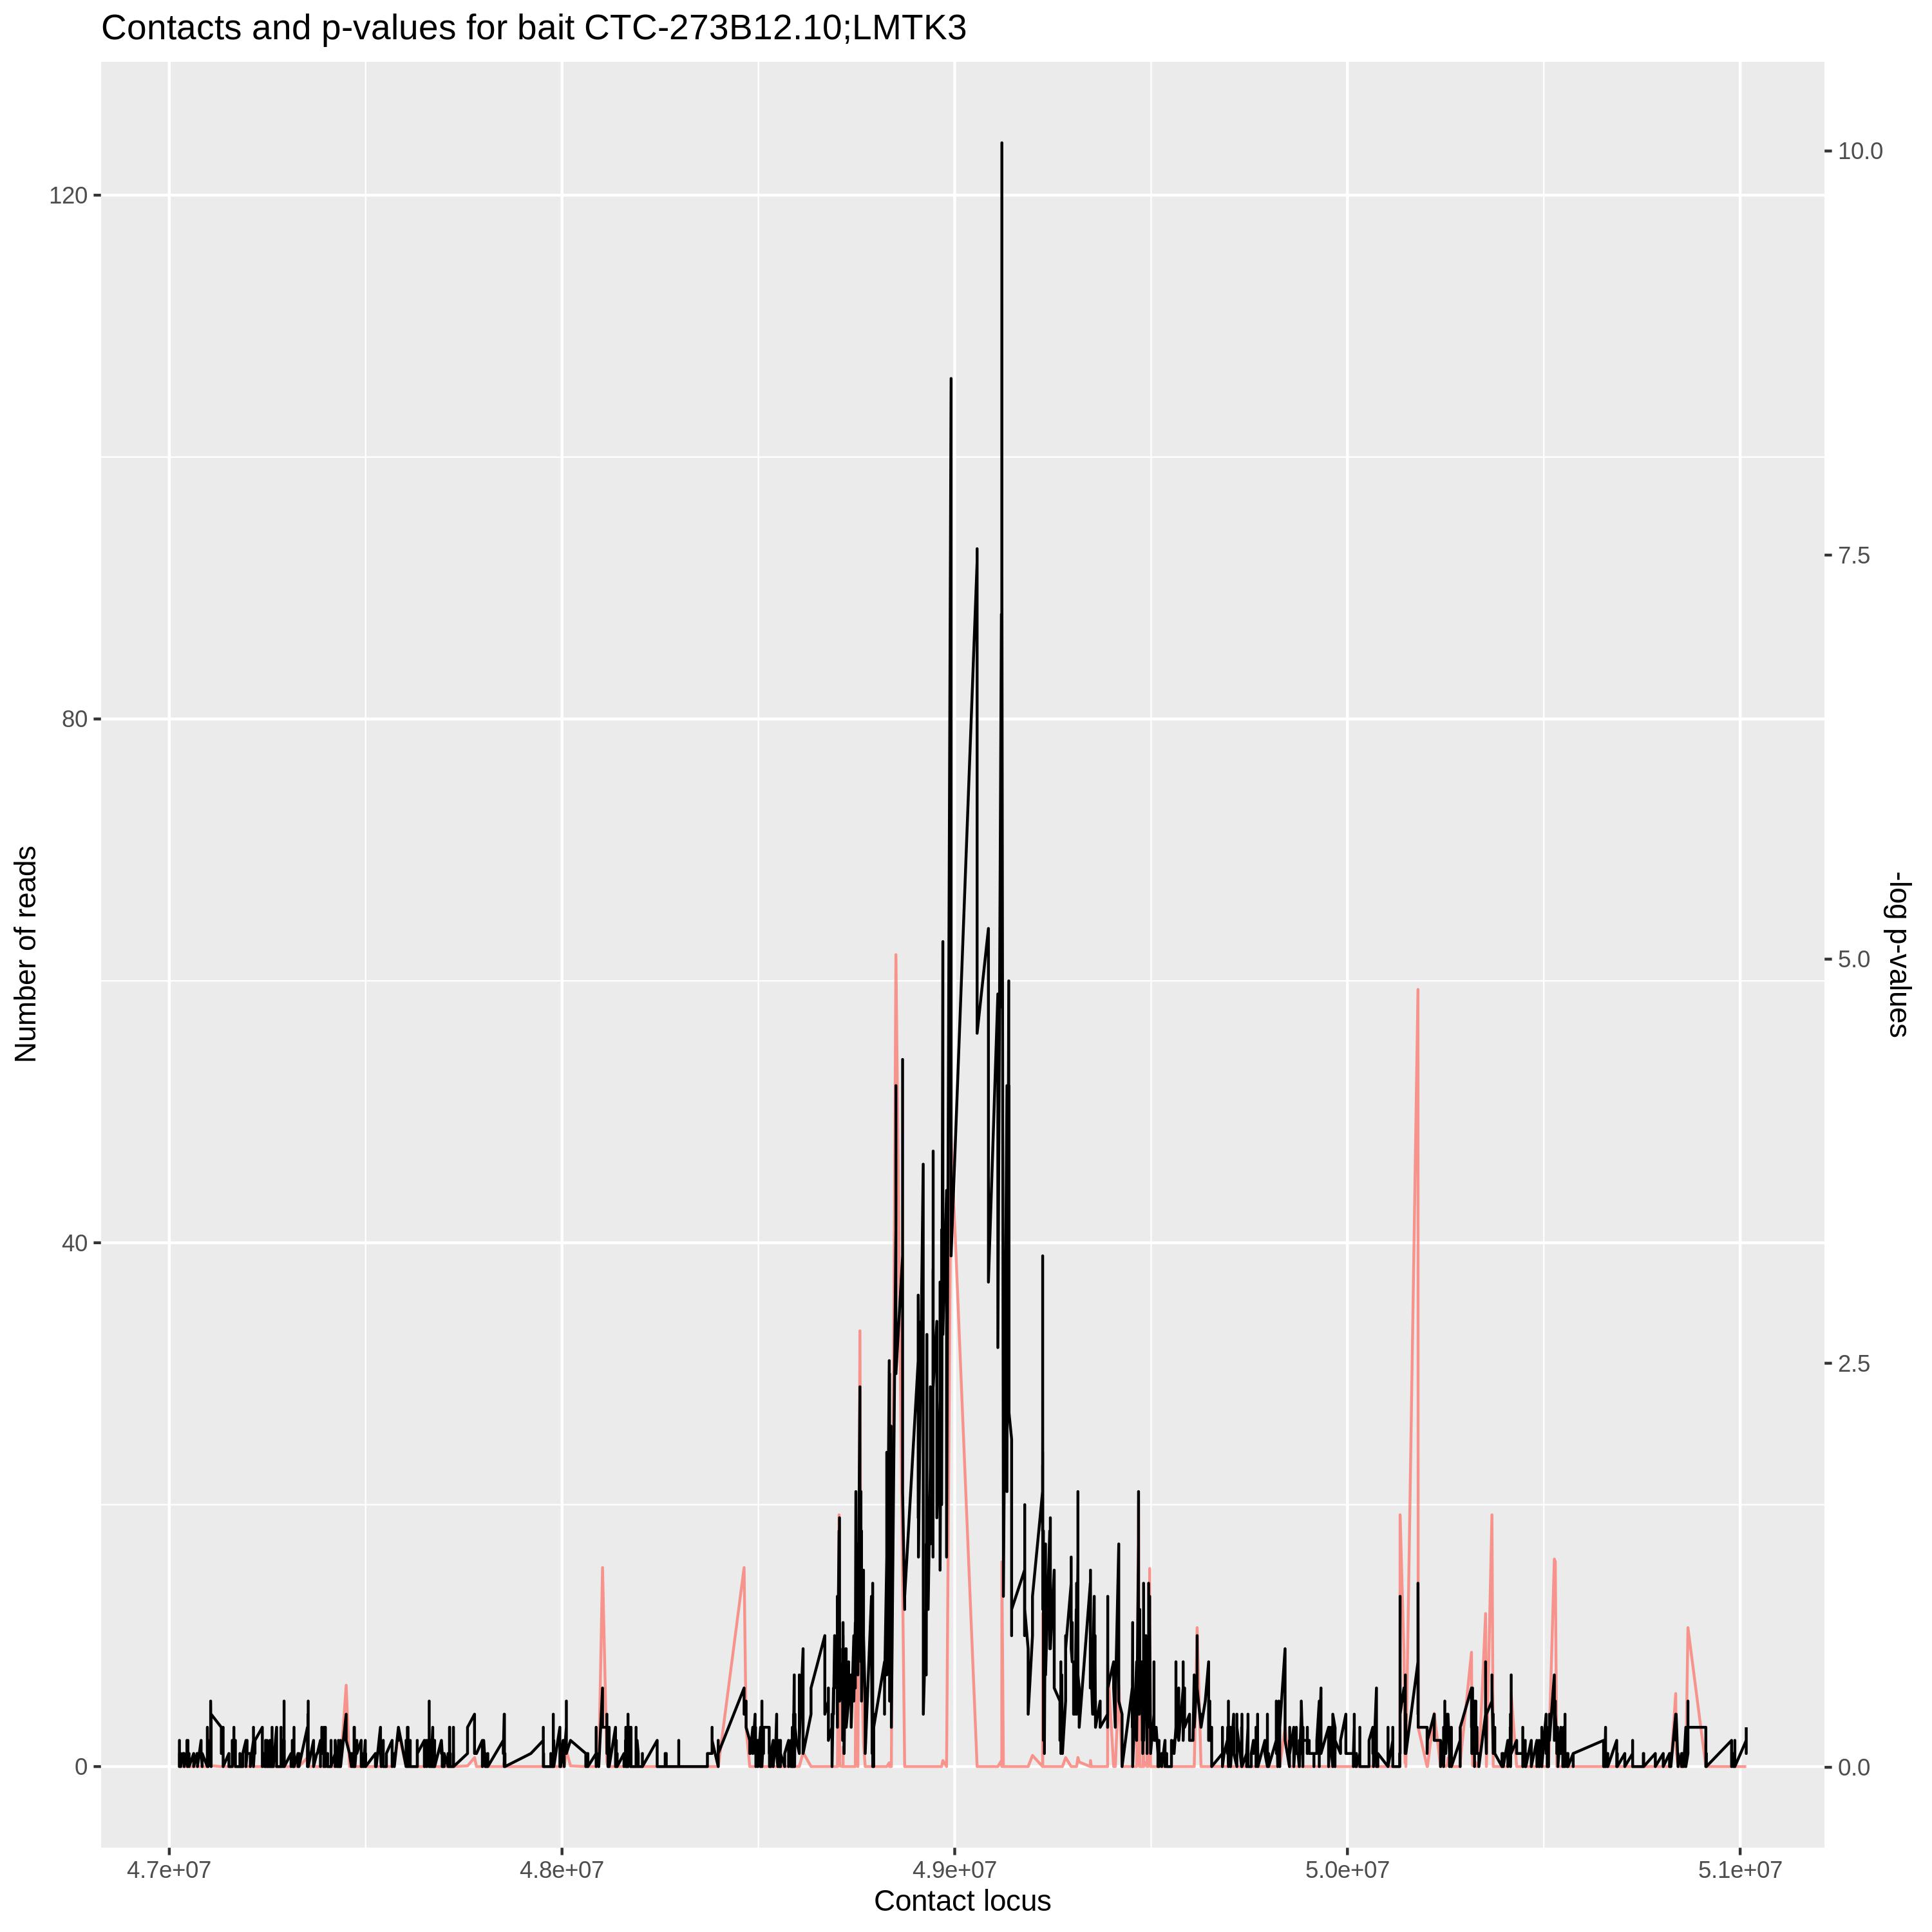 Contacts and p-values for bait CTC-273B12.10;LMTK3
120
80
40
0
Number of reads
10.0
7.5
5.0
2.5
0.0
-log p-values
4.7e+07
4.8e+07
4.9e+07
5.0e+07
5.1e+07
Contact locus